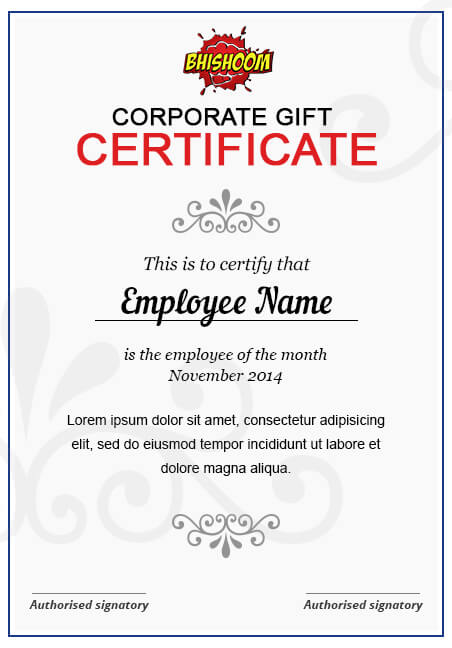 BHISHOOM
CORPORATE GIFT
CERTIFICATE
This is to certify that
Employee Name
is the employee of the month
November 2014
Lorem ipsum dolor sit amet, consectetur adipisicing
elit, sed do eiusmod tempor incididunt ut labore et
dolore magna aliqua.
Authorised signatory
Authorised signatory